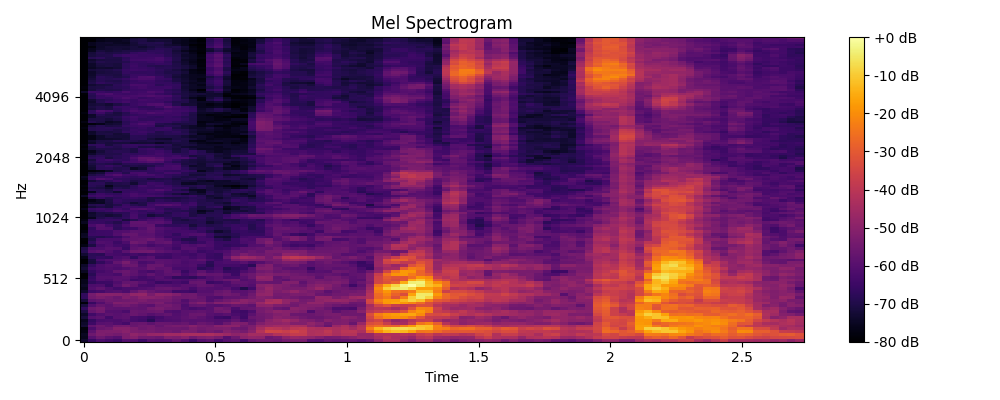 Mel Spectrogram
+0 dB
-10 dB
-20 dB
-30 dB
-40 dB
-50 dB
-60 dB
-70 dB
-80 dB
Hz
4096
2048
1024
512
0
0
0.5
1
1.5
2
2.5
Time